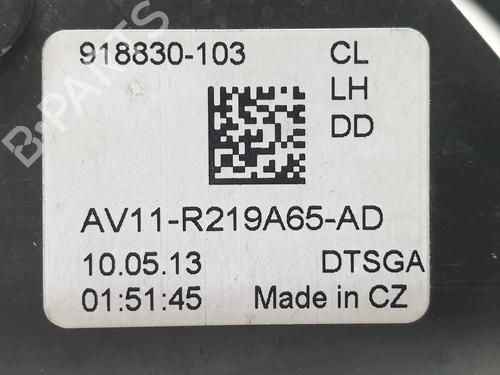 918830-103 CL
LH
DD
AV11-R219A65-AD
10.05.13 DTSGA
01:51:45 Made in CZ
B-PARTS